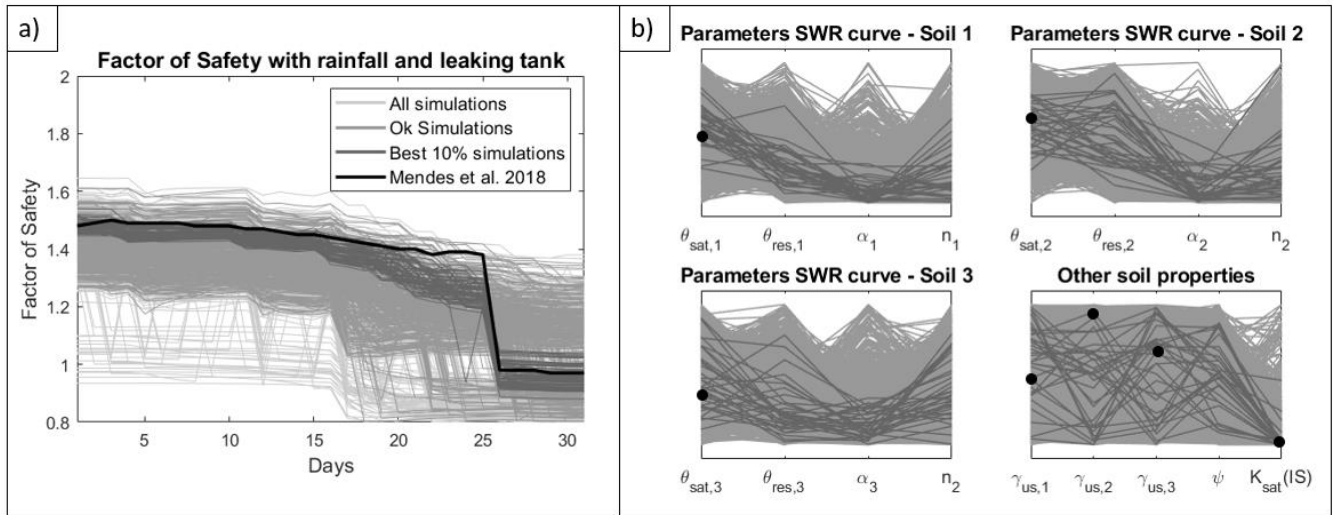 a)
Factor of Safety with rainfall and leaking tank
2
1.8
1.6
1.4
1.2
1
0.8
Factor of Safety
All simulations
Ok Simulations
Best 10% simulations
Mendes et al. 2018
5 10 15 20 25 30
Days
b)
Parameters SWR curve - Soil 1
θsat,1 θres,1 α1 n1
Parameters SWR curve - Soil 2
θsat,2 θres,2 α2 n2
Parameters SWR curve - Soil 3
θsat,3 θres,3 α3 n2
Other soil properties
γus,1 γus,2 γus,3 ψ Ksat(IS)